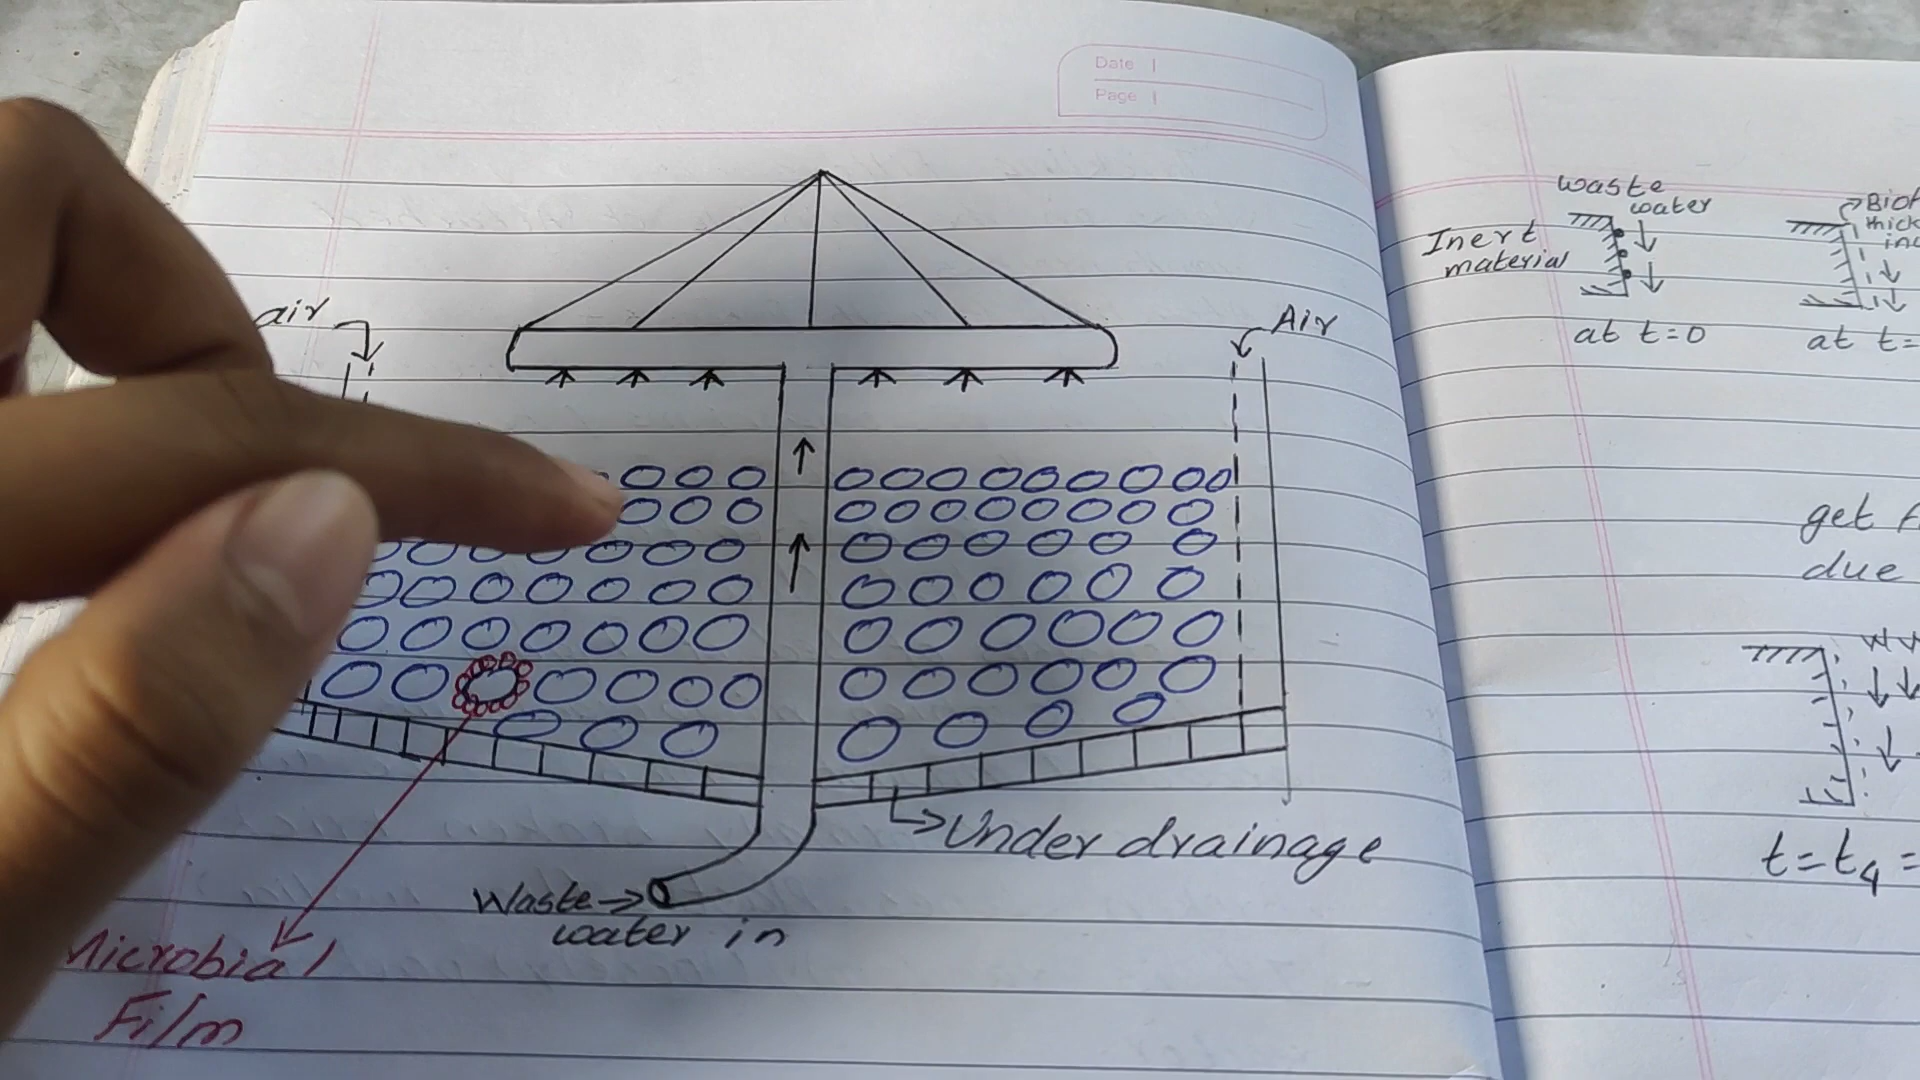 Date
Page
air
Air
Under drainage
Waste
water in
Microbial
Film
waste
water
Inert
material
at t=0
thick
at t=
get
due
t=t4 =